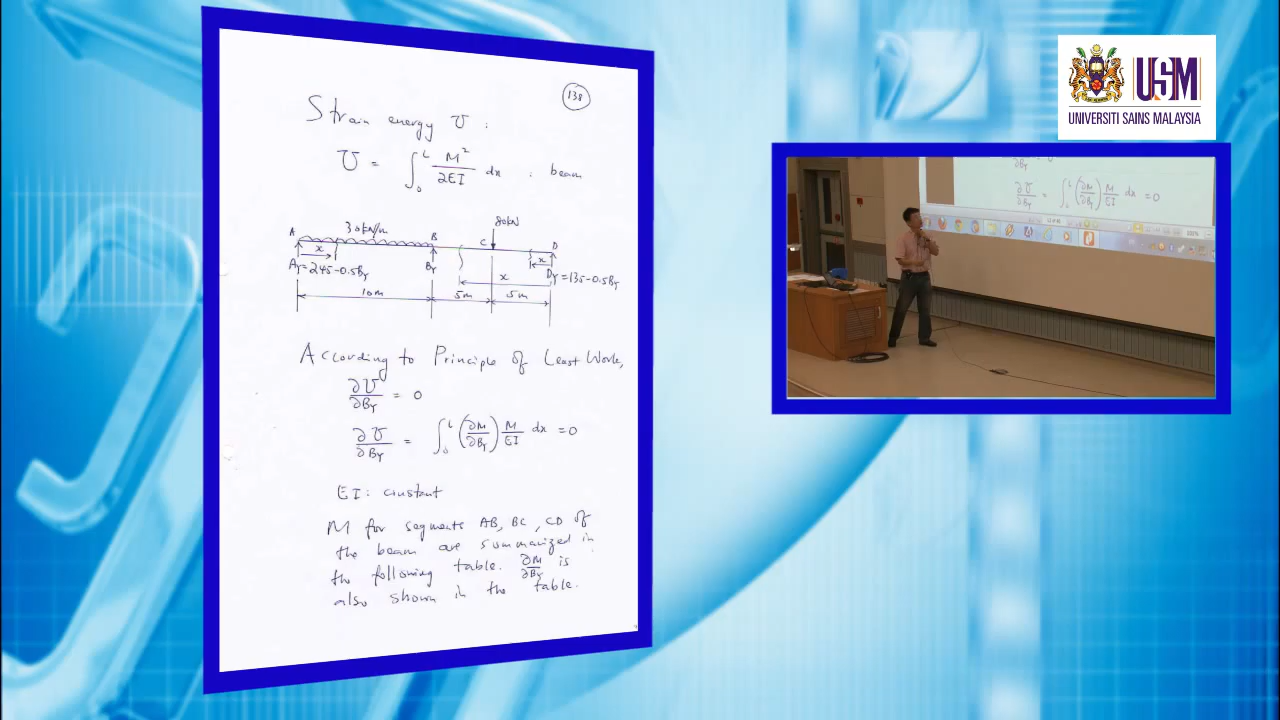 138
Strain energy U :
U = ∫₀ᴸ M²/2EI dx : beam
80kN
A 30kN/m B C D
x x
Ay=245-0.5By By x Dy=135-0.5By
10m 5m 5m
According to Principle of Least Work,
∂U/∂By = 0
∂U/∂By = ∫₀ᴸ (∂M/∂By) M/EI dx = 0
EI: constant
M for segments AB, BC, CD of
the beam are summarized in
the following table. ∂M/∂By is
also shown in the table.
USM
UNIVERSITI SAINS MALAYSIA
∂U/∂By = ∫₀ᴸ (∂M/∂By) M/EI dx = 0